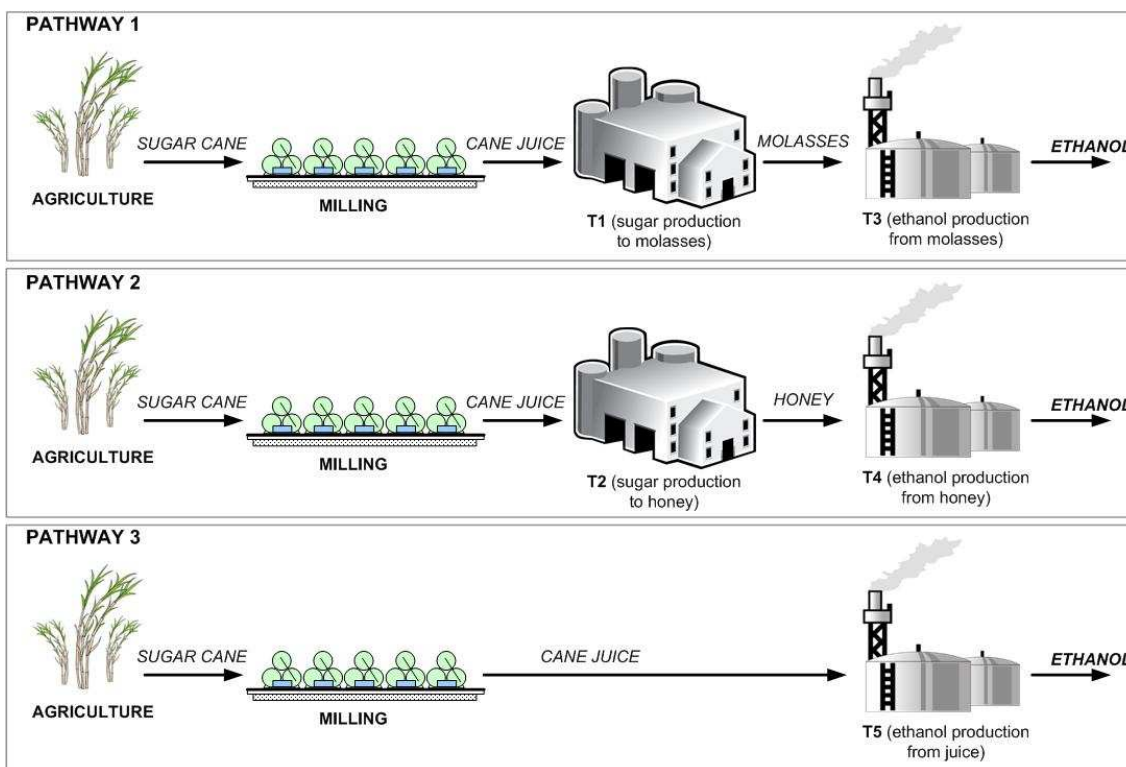 PATHWAY 1
SUGAR CANE
CANE JUICE
MOLASSES
ETHANOL
AGRICULTURE
MILLING
T1 (sugar production
to molasses)
T3 (ethanol production
from molasses)
PATHWAY 2
SUGAR CANE
CANE JUICE
HONEY
ETHANOL
AGRICULTURE
MILLING
T2 (sugar production
to honey)
T4 (ethanol production
from honey)
PATHWAY 3
SUGAR CANE
CANE JUICE
ETHANOL
AGRICULTURE
MILLING
T5 (ethanol production
from juice)